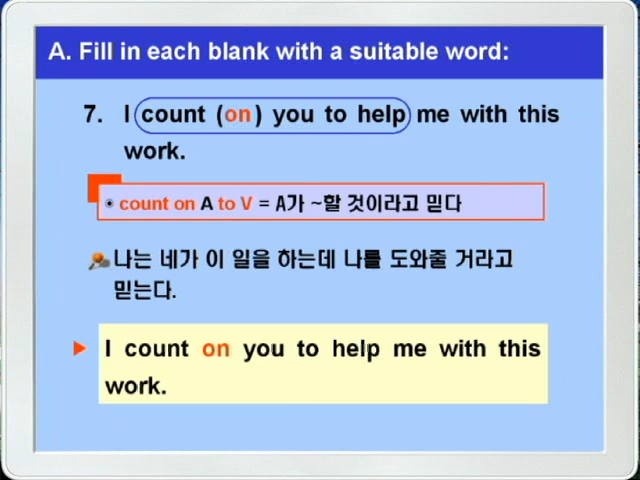 A. Fill in each blank with a suitable word:
7. I count (on) you to help me with this
work.
◉ count on A to V = A가 ~할 것이라고 믿다
나는 네가 이 일을 하는데 나를 도와줄 거라고
믿는다.
▶ I count on you to help me with this
work.